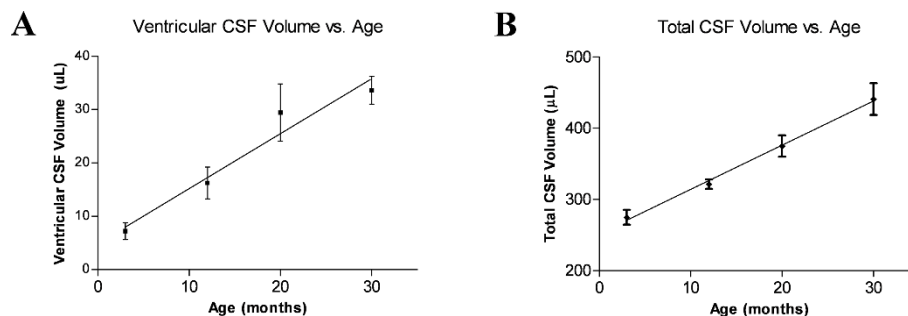 A
Ventricular CSF Volume vs. Age
Ventricular CSF Volume (uL)
40
30
20
10
0
0 10 20 30
Age (months)
B
Total CSF Volume vs. Age
Total CSF Volume (μL)
500
400
300
200
0 10 20 30
Age (months)